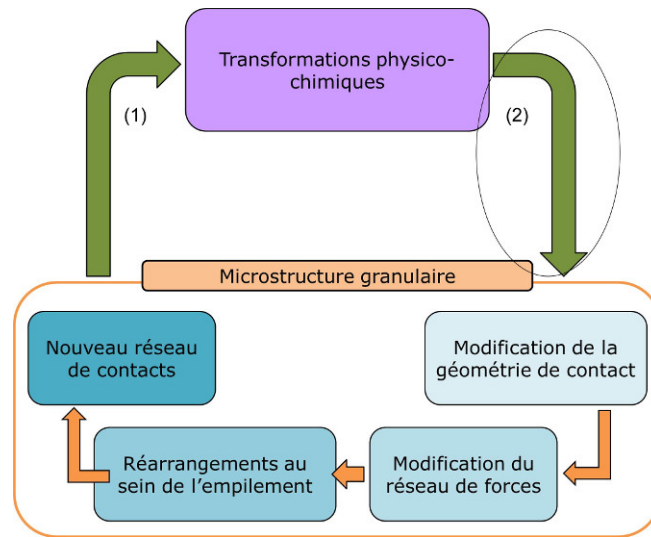 Transformations physico-
chimiques
(1)
(2)
Microstructure granulaire
Nouveau réseau
de contacts
Modification de la
géométrie de contact
Réarrangements au
sein de l'empilement
Modification du
réseau de forces